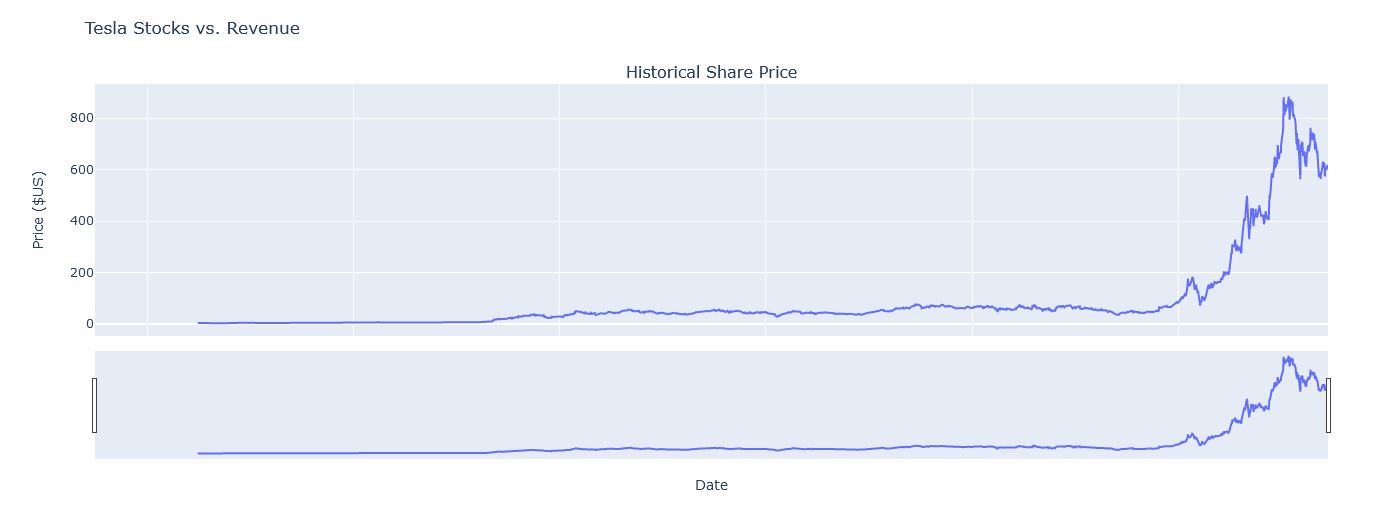 Tesla Stocks vs. Revenue
Historical Share Price
800
600
400
200
0
Price ($US)
Date